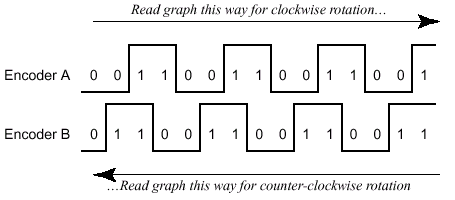 Read graph this way for clockwise rotation…
Encoder A 0 0 1 1 0 0 1 1 0 0 1 1 0 0 1
Encoder B 0 1 1 0 0 1 1 0 0 1 1 0 0 1 1
…Read graph this way for counter-clockwise rotation